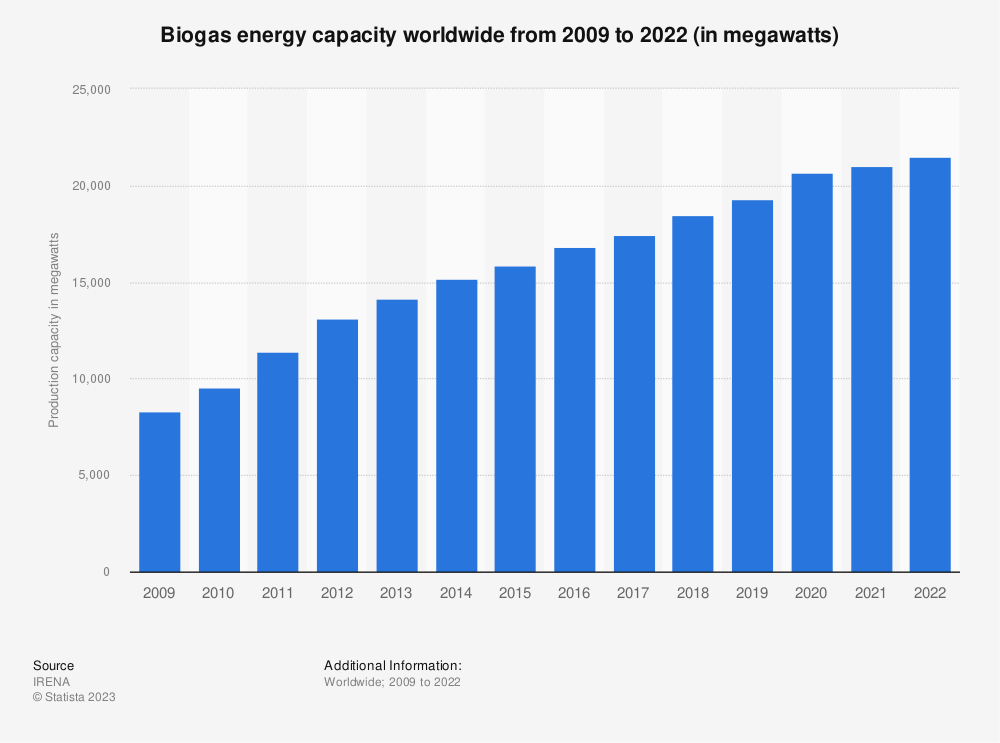 Biogas energy capacity worldwide from 2009 to 2022 (in megawatts)
25,000
20,000
15,000
10,000
5,000
0
Production capacity in megawatts
2009 2010 2011 2012 2013 2014 2015 2016 2017 2018 2019 2020 2021 2022
Source
IRENA
© Statista 2023
Additional Information:
Worldwide; 2009 to 2022